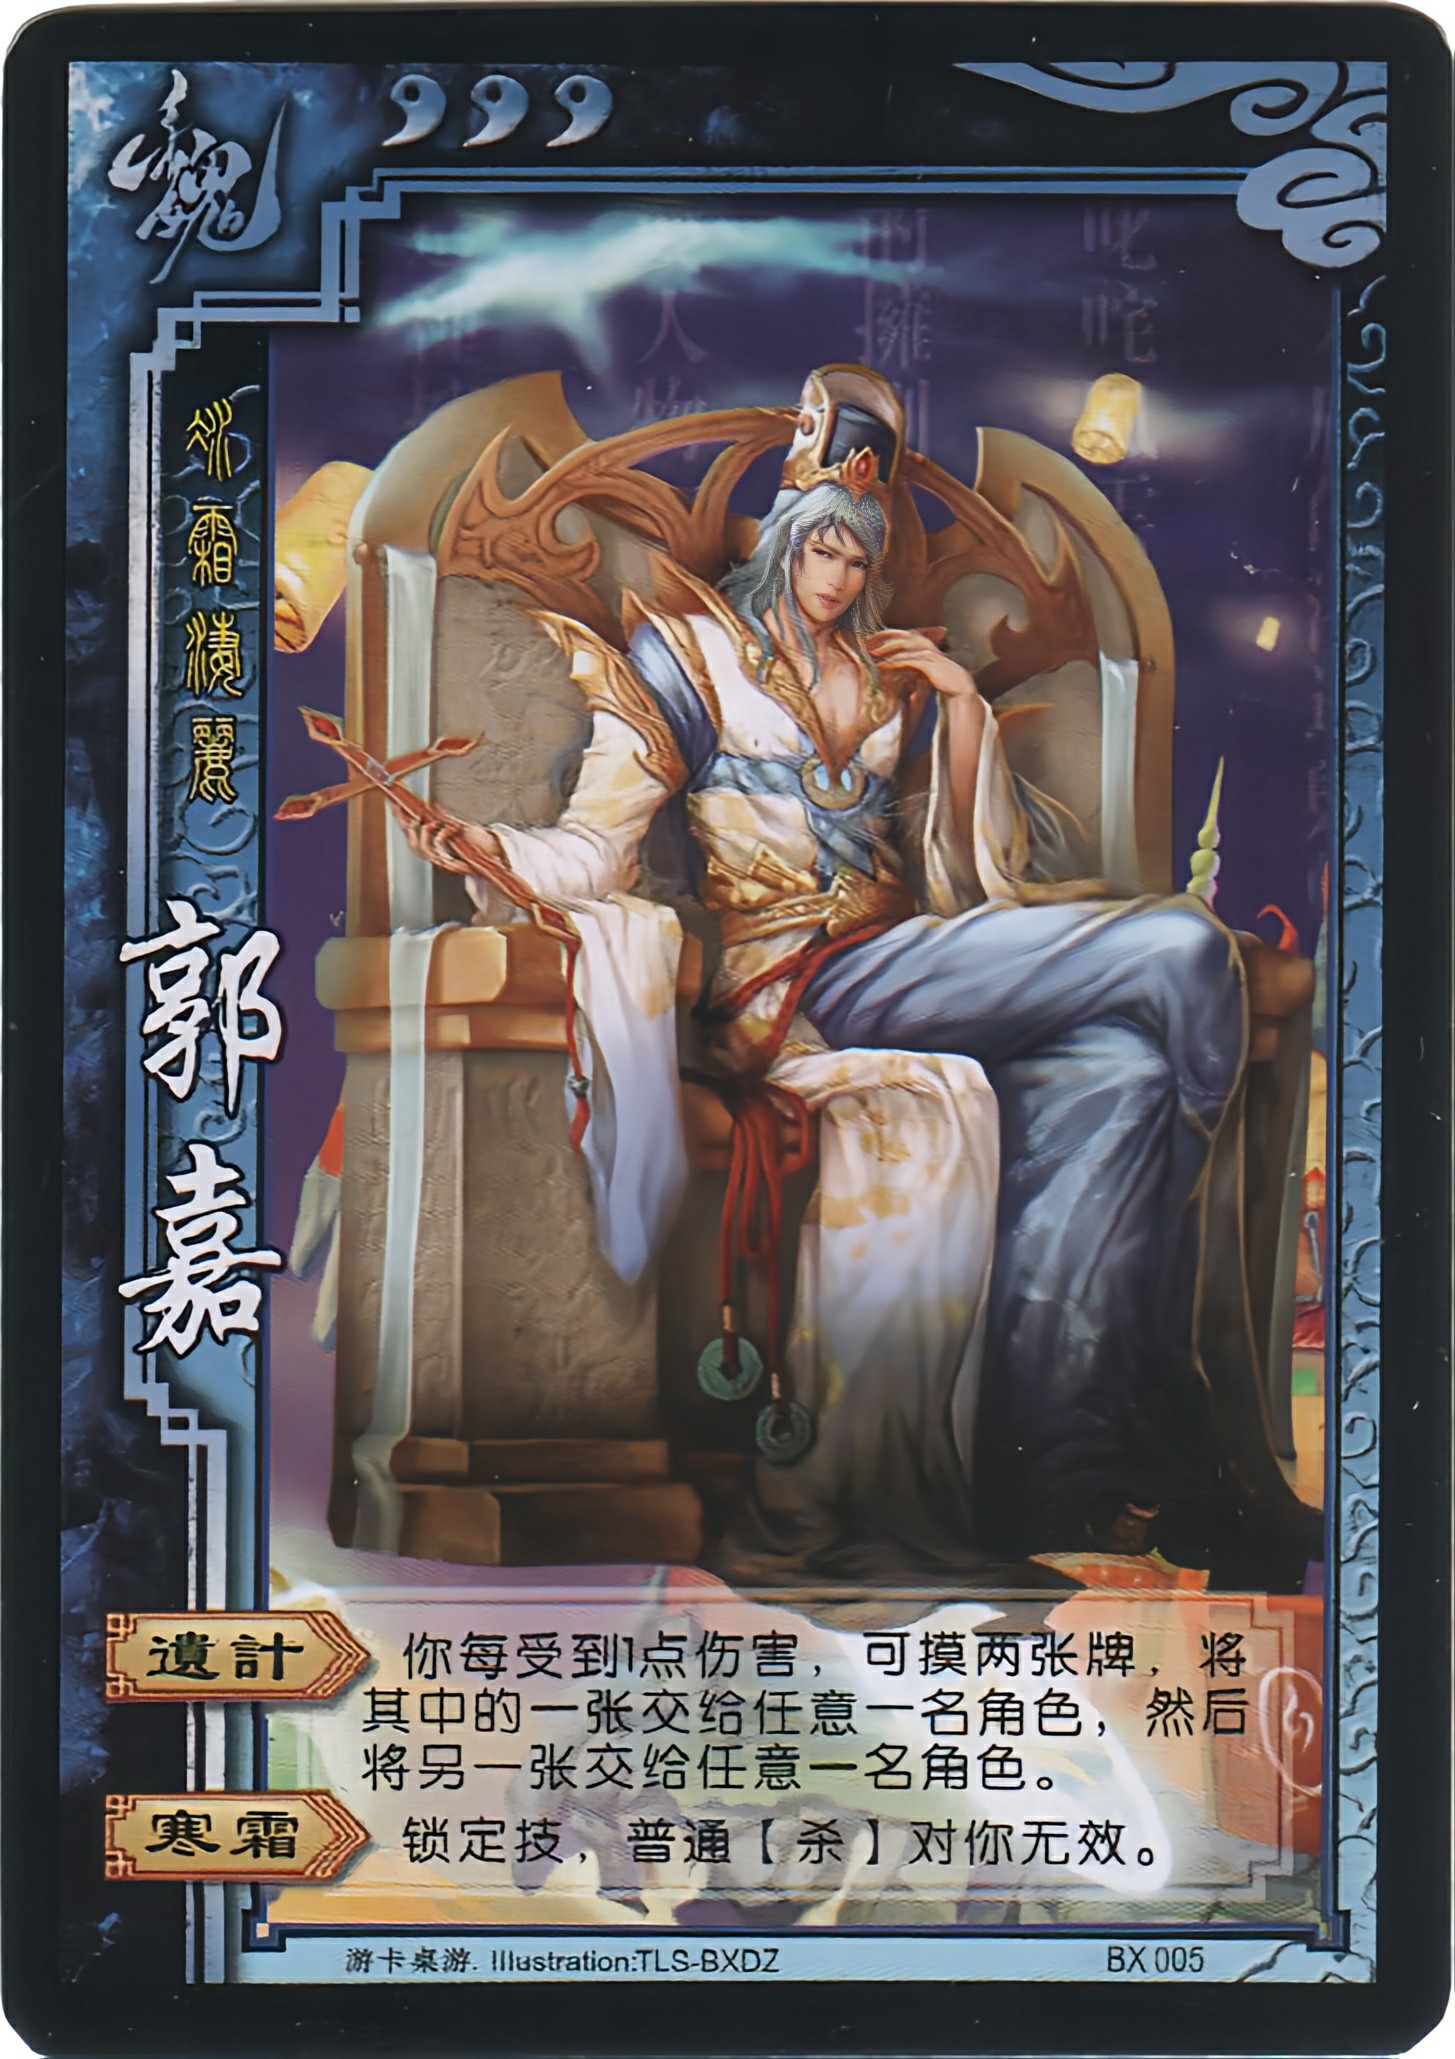 魏
冰霜凄麗
郭嘉
遺計
你每受到1点伤害，可摸两张牌，将
其中的一张交给任意一名角色，然后
将另一张交给任意一名角色。
寒霜
锁定技，普通【杀】对你无效。
游卡桌游. Illustration:TLS-BXDZ
BX 005